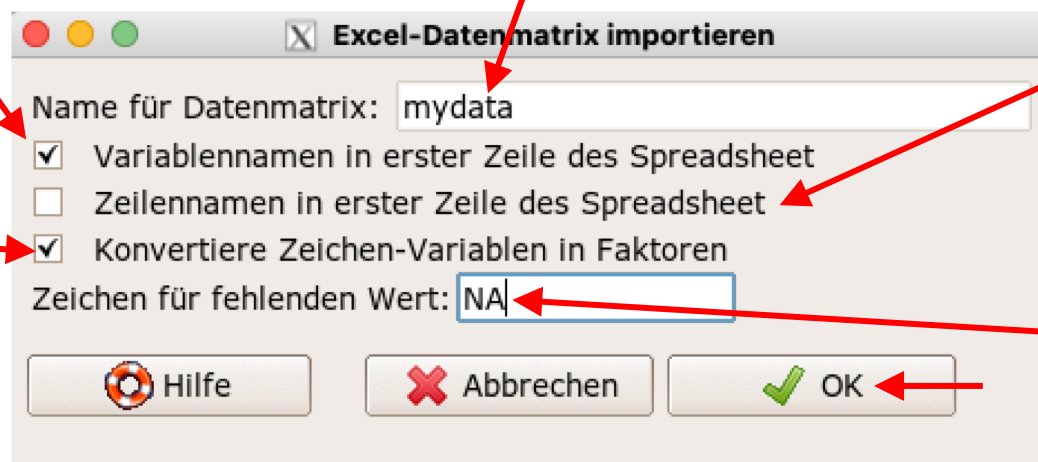 Excel-Datenmatrix importieren
Name für Datenmatrix: mydata
Variablennamen in erster Zeile des Spreadsheet
Zeilennamen in erster Zeile des Spreadsheet
Konvertiere Zeichen-Variablen in Faktoren
Zeichen für fehlenden Wert: NA
Hilfe Abbrechen OK